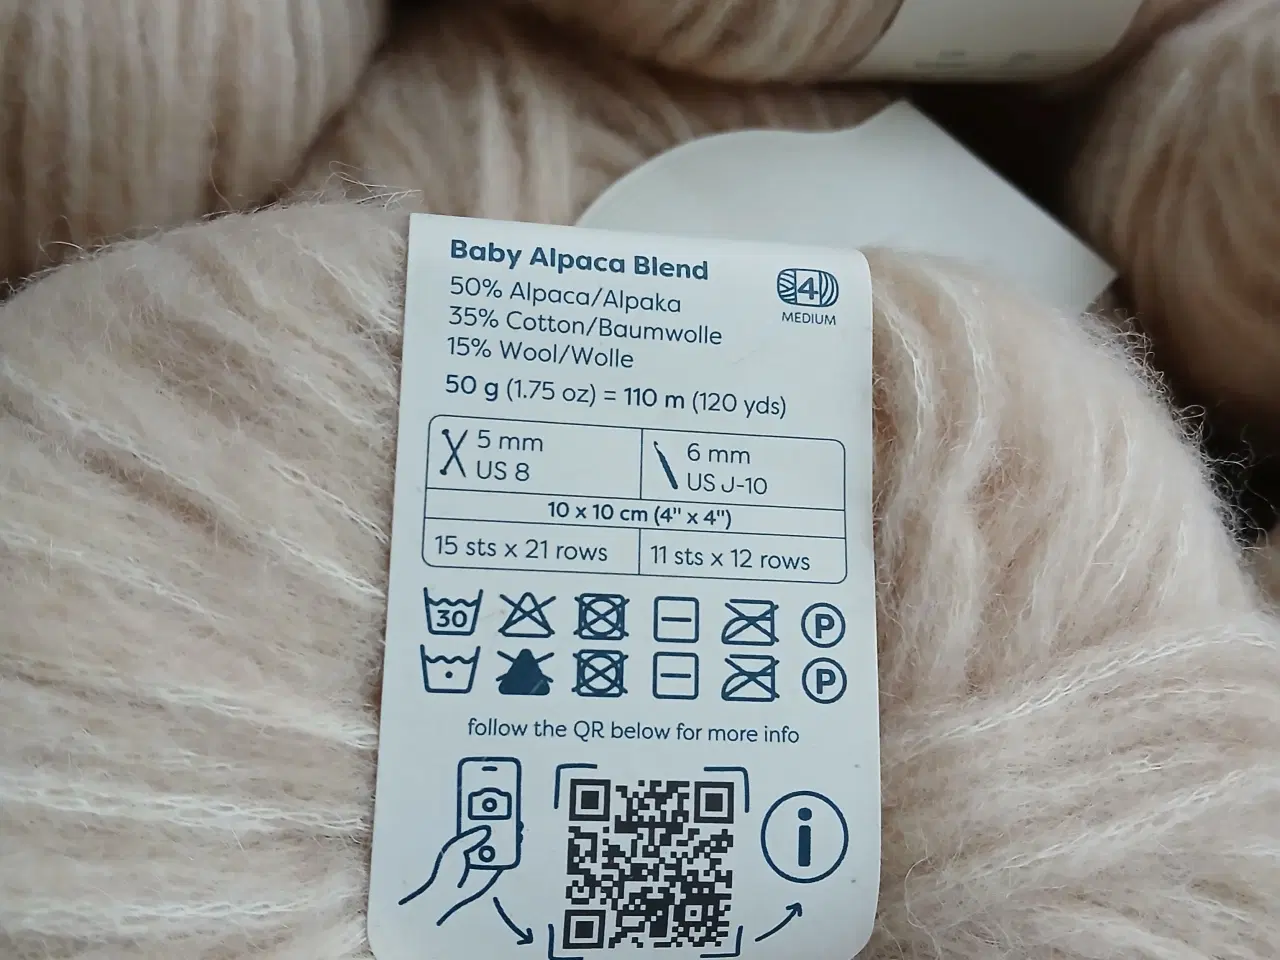 Baby Alpaca Blend
50% Alpaca/Alpaka
35% Cotton/Baumwolle
15% Wool/Wolle
4
MEDIUM
50 g (1.75 oz) = 110 m (120 yds)
5 mm
US 8
6 mm
US J-10
10 x 10 cm (4" x 4")
15 sts x 21 rows
11 sts x 12 rows
30
P
P
follow the QR below for more info
i